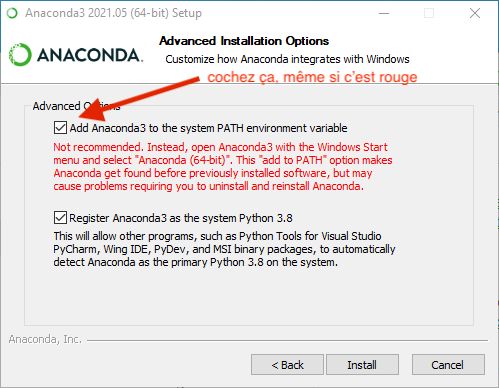 Anaconda3 2021.05 (64-bit) Setup
ANACONDA.
Advanced Installation Options
Customize how Anaconda integrates with Windows
cochez ça, même si c'est rouge
Advanced Options
Add Anaconda3 to the system PATH environment variable
Not recommended. Instead, open Anaconda3 with the Windows Start
menu and select "Anaconda (64-bit)". This "add to PATH" option makes
Anaconda get found before previously installed software, but may
cause problems requiring you to uninstall and reinstall Anaconda.
Register Anaconda3 as the system Python 3.8
This will allow other programs, such as Python Tools for Visual Studio
PyCharm, Wing IDE, PyDev, and MSI binary packages, to automatically
detect Anaconda as the primary Python 3.8 on the system.
Anaconda, Inc.
< Back
Install
Cancel